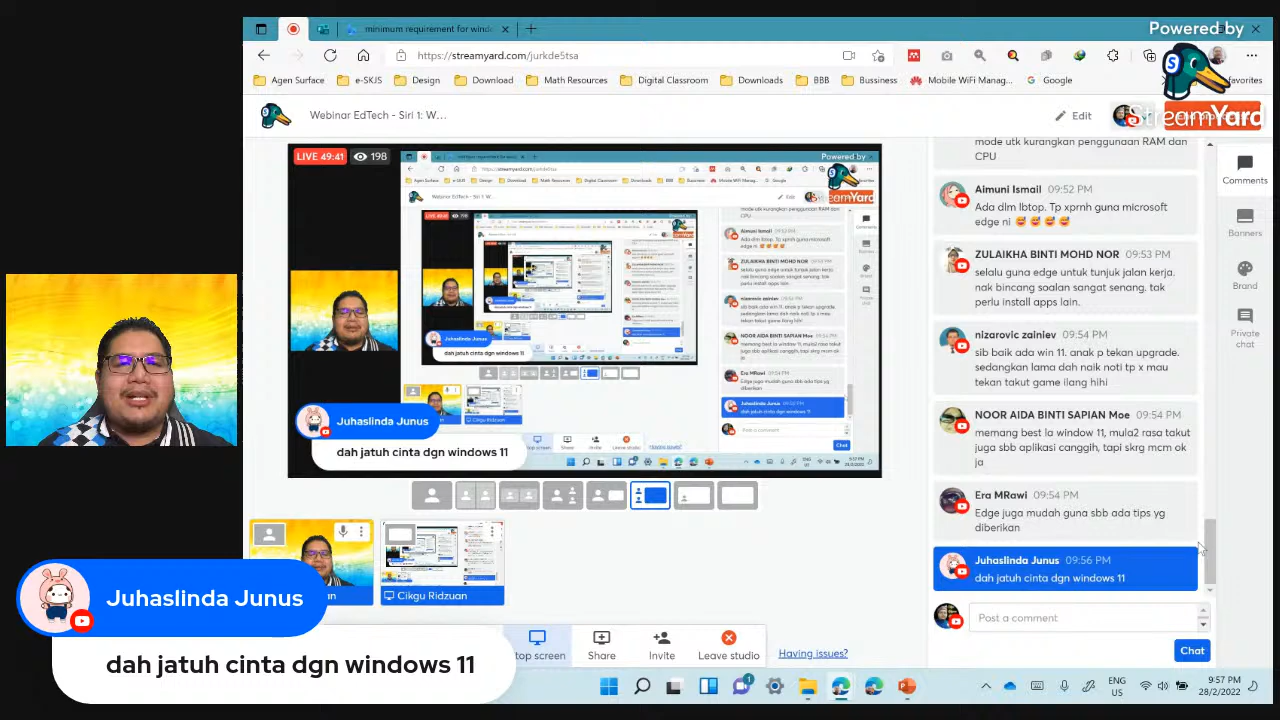 minimum requirement for windo
Powered by
https://streamyard.com/jurkde5tsa
Agen Surface
e-SKJS
Design
Download
Math Resources
Digital Classroom
Downloads
BBB
Bussiness
Mobile WiFi Manag...
Google
favorites
Webinar EdTech - Siri 1: W...
Edit
StreamYard
LIVE 49:41
198
mode utk kurangkan penggunaan RAM dan
CPU
Aimuni Ismail 09:52 PM
Ada dlm lbtop. Tp xprnh guna microsoft
edge ni 🥰🥰🥰🥰
ZULAIKHA BINTI MOHD NOR 09:53 PM
selalu guna edge untuk tunjuk jalan kerja.
nak bincang soalan sangat senang. tak
perlu install apps lain.
nizarovic zainiev 09:54 PM
sib baik ada win 11. anak p tekan upgrade.
sedangkan lama dah naik noti tp x mau
tekan takut game ilang hihi
NOOR AIDA BINTI SAPIAN Moe 09:54 PM
memang best la window 11, mula2 rasa takut
juga sbb aplikasi canggih, tapi skrg mcm ok
ja
Era MRawi 09:54 PM
Edge juga mudah guna sbb ada tips yg
diberikan
Juhaslinda Junus 09:56 PM
dah jatuh cinta dgn windows 11
Post a comment
Chat
Comments
Banners
Brand
Private
chat
Juhaslinda Junus
dah jatuh cinta dgn windows 11
Cikgu Ridzuan
top screen
Share
Invite
Leave studio
Having issues?
Juhaslinda Junus
dah jatuh cinta dgn windows 11
1
ENG
US
9:57 PM
28/2/2022